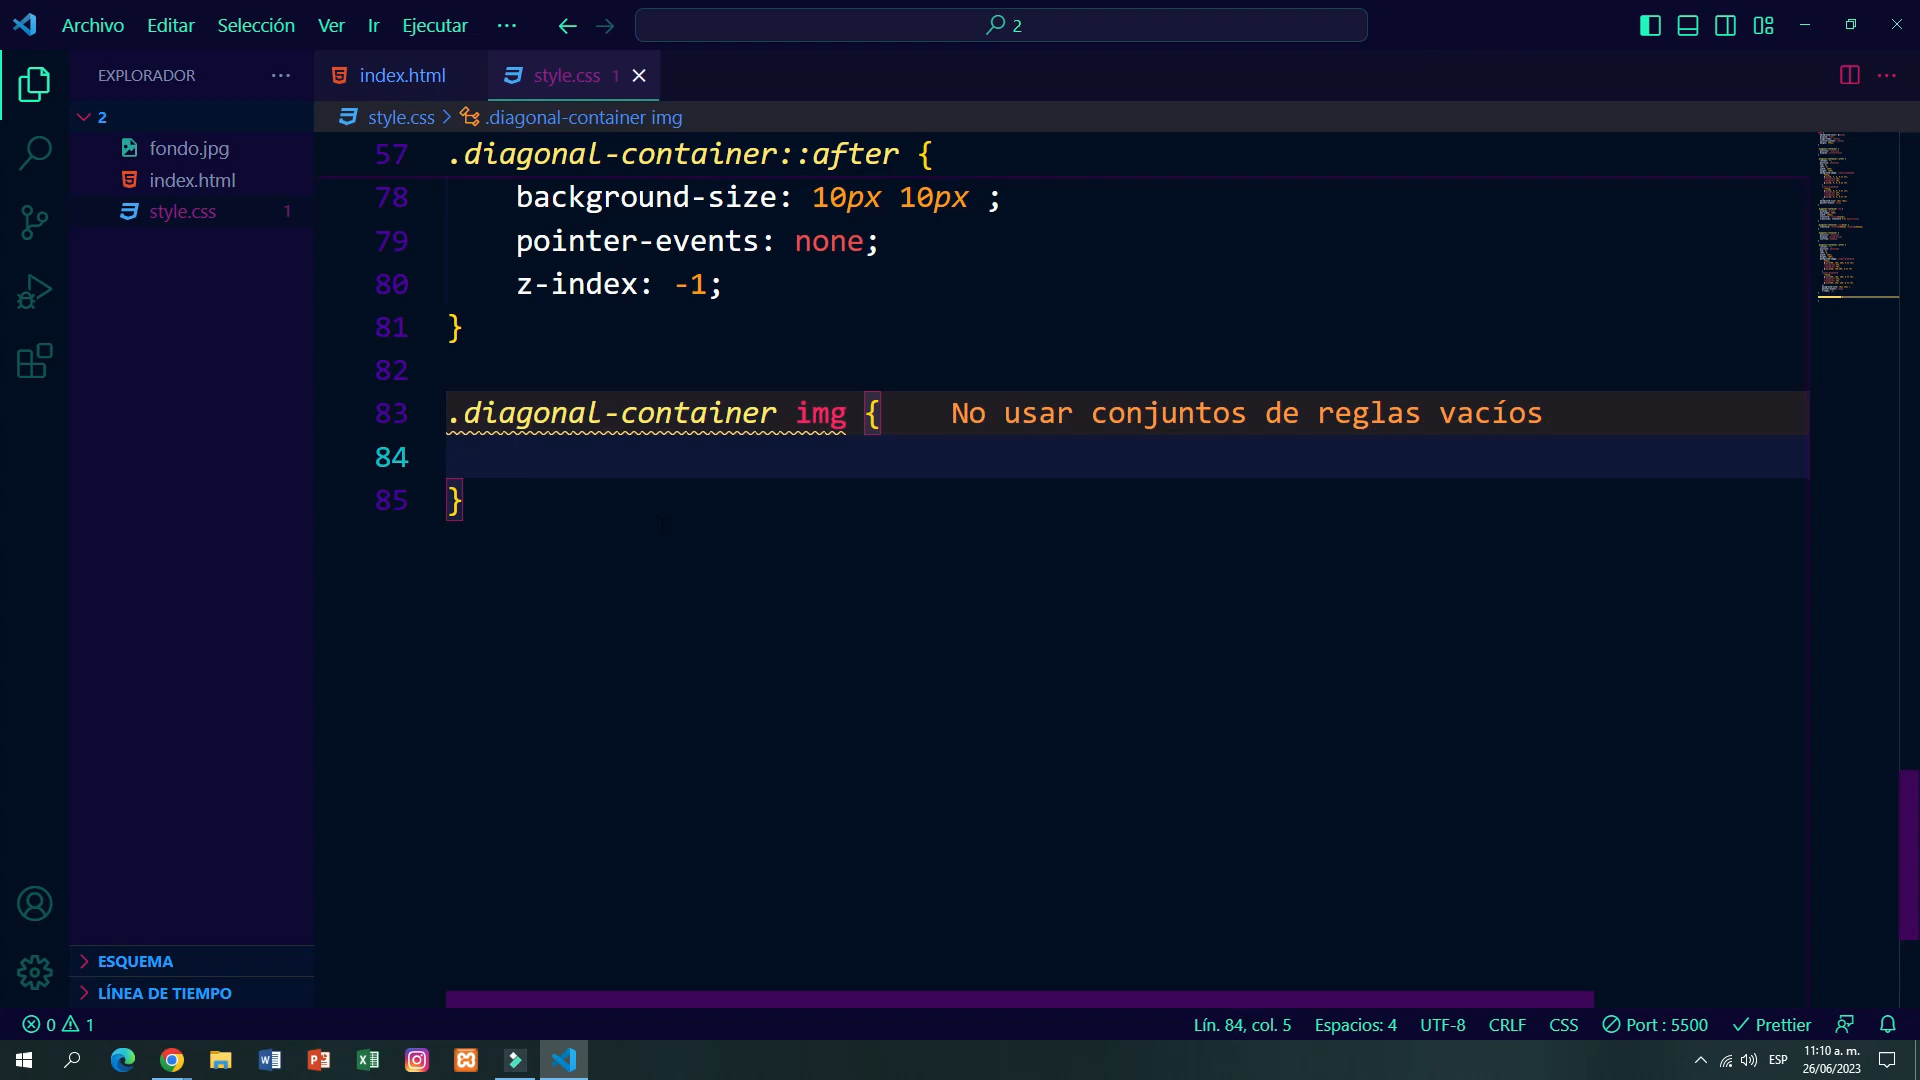 Archivo Editar Selección Ver Ir Ejecutar ··· 2
EXPLORADOR ···
index.html
style.css 1
2
style.css > .diagonal-container img
fondo.jpg
index.html
style.css 1
57 .diagonal-container::after {
78 background-size: 10px 10px ;
79 pointer-events: none;
80 z-index: -1;
81 }
82
83 .diagonal-container img { No usar conjuntos de reglas vacíos
84
85 }
ESQUEMA
LÍNEA DE TIEMPO
0 1 Lín. 84, col. 5 Espacios: 4 UTF-8 CRLF CSS Port : 5500 Prettier
ESP 11:10 a. m.
26/06/2023